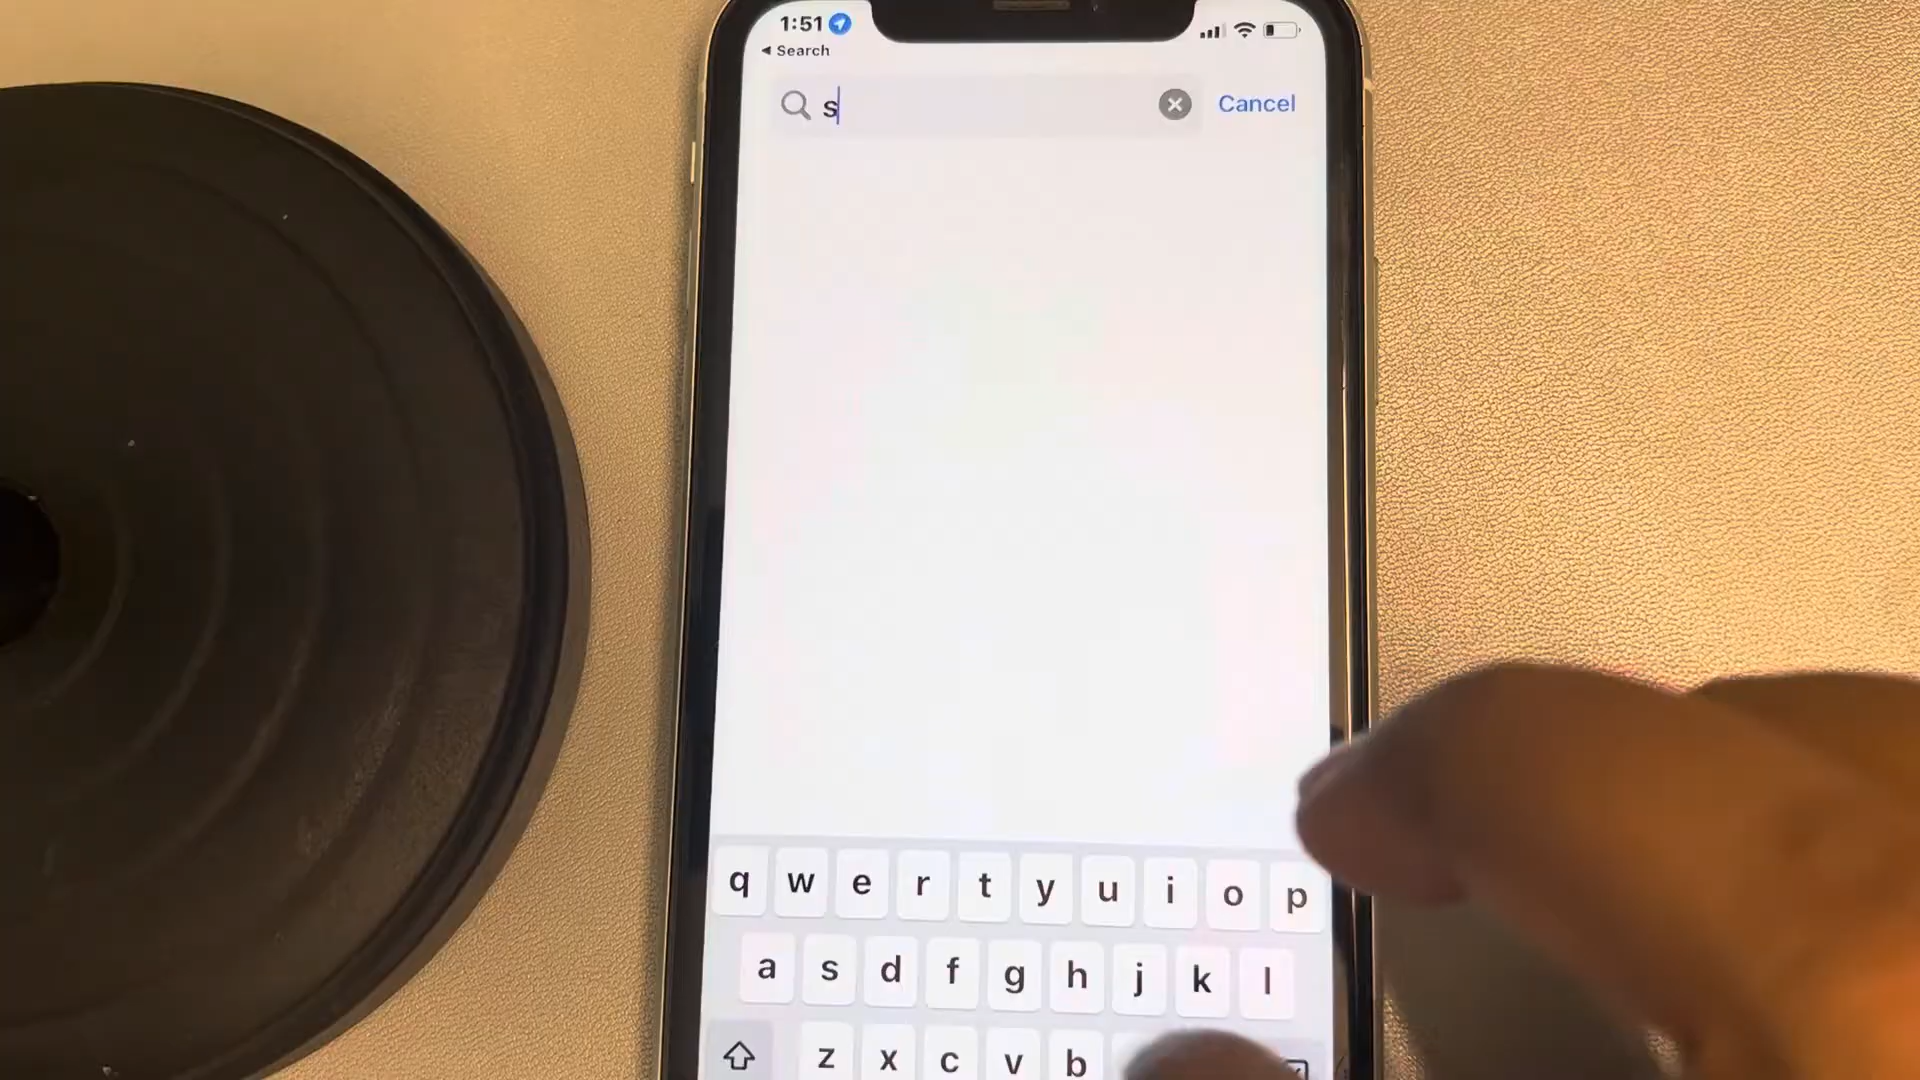 1:51
Search
s
Cancel
q w e r t y u i o p
a s d f g h j k l
z x c v b